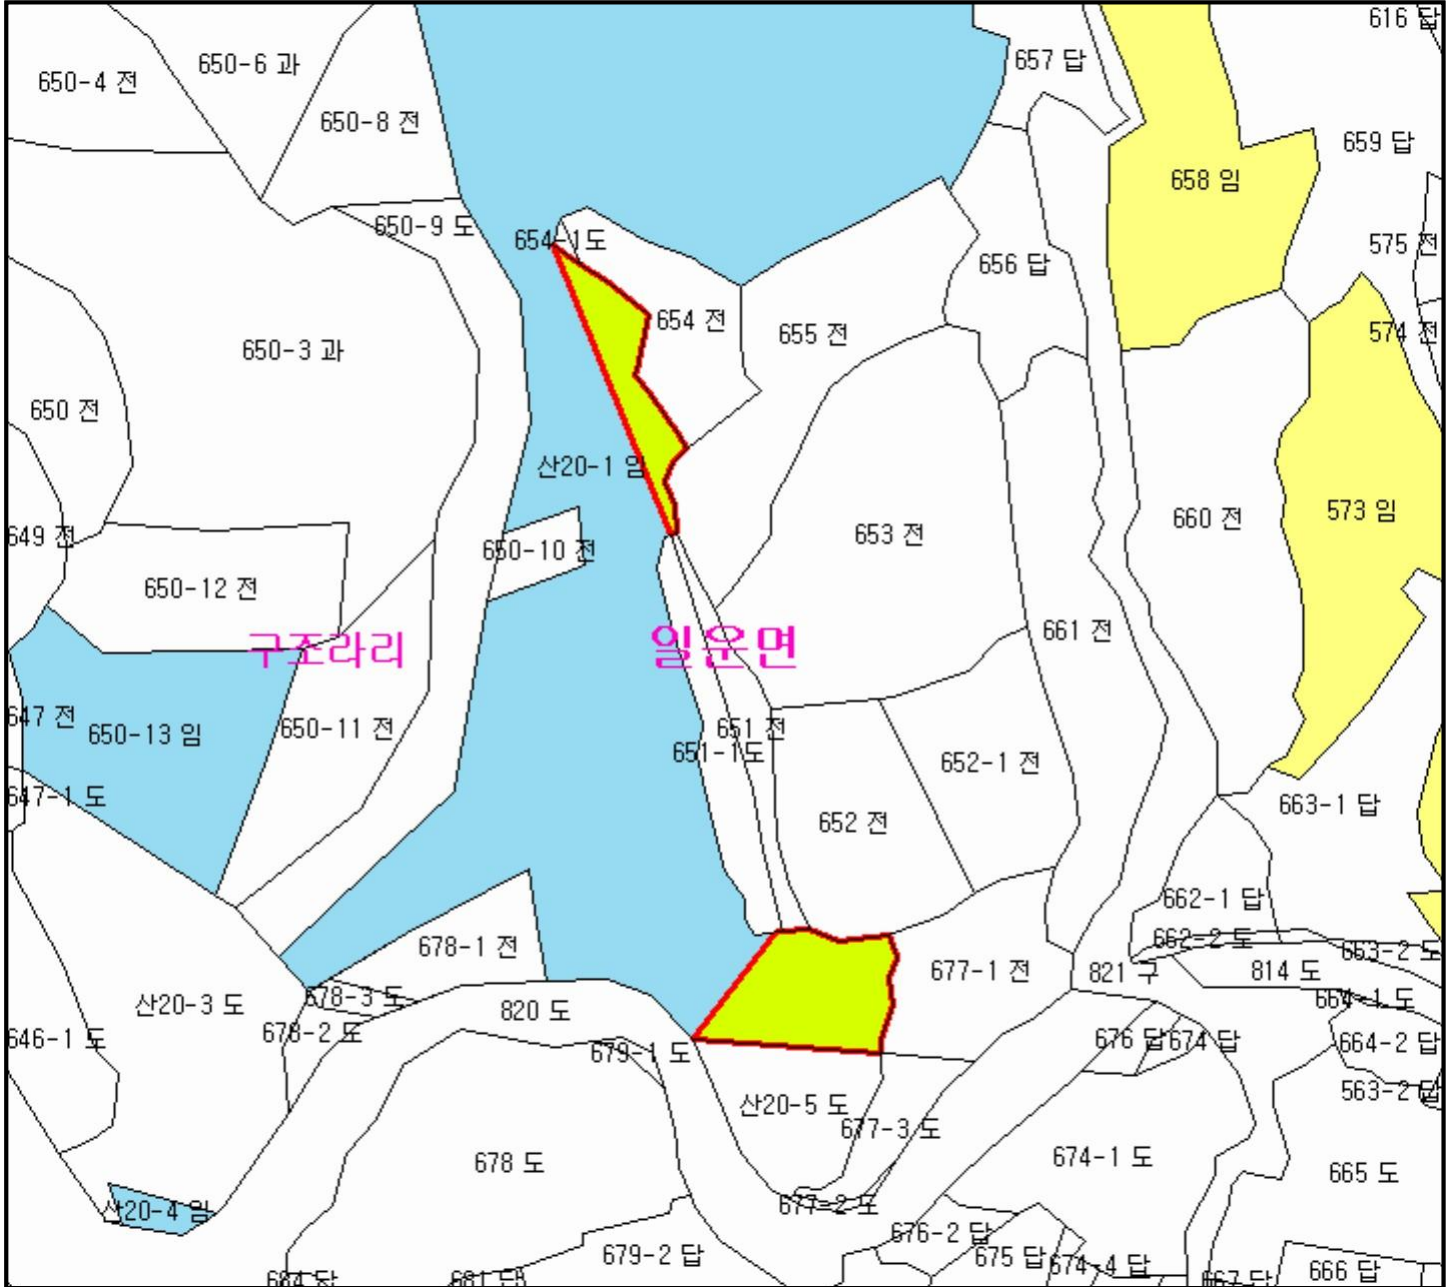 616 답
657 답
650-6 과
650-4 전
650-8 전
659 답
658 임
650-9 도
654-1도
575 전
656 답
654 전
655 전
574 전
650-3 과
650 전
산20-1 임
573 임
660 전
649 전
653 전
650-10 전
650-12 전
661 전
구조라리
일운면
647 전
650-13 임
650-11 전
651 전
651-1도
652-1 전
647-1 도
663-1 답
652 전
662-1 답
662-2 도
663-2 도
678-1 전
677-1 전
821 구
814 도
678-3 도
664-1 도
산20-3 도
820 도
678-2 도
646-1 도
676 답
674 답
664-2 답
679-1 도
563-2 답
산20-5 도
677-3 도
674-1 도
678 도
665 도
677-2 도
산20-4 임
676-2 답
679-2 답
675 답
674-4 답
666 답
684 답
681 답
667 답